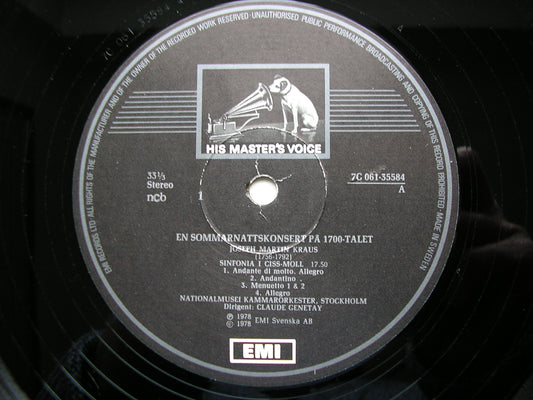 7C 061 35584 A
EMI RECORDS LTD ALL RIGHTS OF THE MANUFACTURER AND OF THE OWNER OF THE RECORDED WORK RESERVED · UNAUTHORISED PUBLIC PERFORMANCE BROADCASTING AND COPYING OF THIS RECORD PROHIBITED · MADE IN SWEDEN
HIS MASTER'S VOICE
33⅓
Stereo
ncb
1
7C 061-35584
A
EN SOMMARNATTSKONSERT PÅ 1700-TALET
JOSEPH MARTIN KRAUS
(1756-1792)
SINFONIA I CISS-MOLL 17.50
1. Andante di molto. Allegro
2. Andantino
3. Menuetto 1 & 2
4. Allegro
NATIONALMUSEI KAMMARORKESTER, STOCKHOLM
Dirigent: CLAUDE GENETAY
Ⓟ 1978
© 1978 EMI Svenska AB
EMI